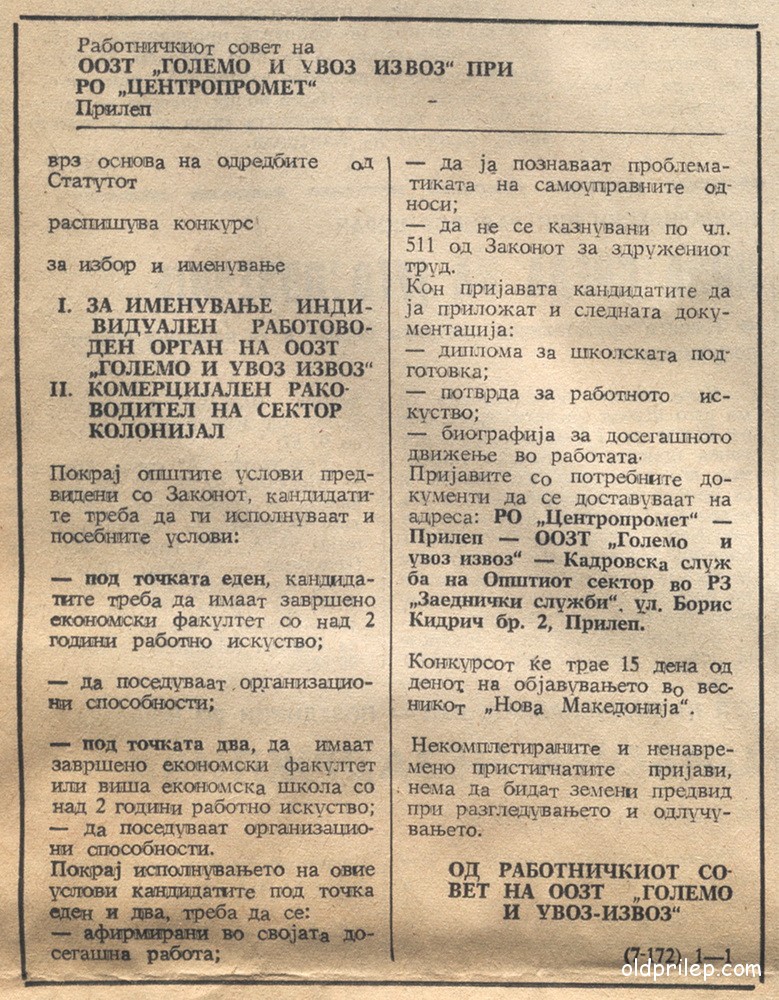 Работничкиот совет на
ООЗТ „ГОЛЕМО И УВОЗ ИЗВОЗ“ ПРИ
РО „ЦЕНТРОПРОМЕТ“
Прилеп
врз основа на одредбите од
Статутот
распишува конкурс
за избор и именување
I. ЗА ИМЕНУВАЊЕ ИНДИ-
ВИДУАЛЕН РАБОТОВО-
ДЕН ОРГАН НА ООЗТ
„ГОЛЕМО И УВОЗ ИЗВОЗ“
II. КОМЕРЦИЈАЛЕН РАКО-
ВОДИТЕЛ НА СЕКТОР
КОЛОНИЈАЛ
Покрај општите услови пред-
видени со Законот, кандидати-
те треба да ги исполнуваат и
посебните услови:
— под точката еден, кандида-
тите треба да имаат завршено
економски факултет со над 2
години работно искуство;
— да поседуваат организацио-
ни способности;
— под точката два, да имаат
завршено економски факултет
или виша економска школа со
над 2 години работно искуство;
— да поседуваат организацио-
ни способности.
Покрај исполнувањето на овие
услови кандидатите под точка
еден и два, треба да се:
— афирмирани во својата до-
сегашна работа;
— да ја познаваат проблема-
тиката на самоуправните од-
носи;
— да не се казнувани по чл.
511 од Законот за здружениот
труд.
Кон пријавата кандидатите да
ја приложат и следната доку-
ментација:
— диплома за школската под-
готовка;
— потврда за работното ис-
куство;
— биографија за досегашното
движење во работата.
Пријавите со потребните до-
кументи да се доставуваат на
адреса: РО „Центропромет“ —
Прилеп — ООЗТ „Големо и
увоз извоз“ — Кадровска служ
ба на Општиот сектор во РЗ
„Заеднички служби“. ул. Борис
Кидрич бр. 2, Прилеп.
Конкурсот ќе трае 15 дена од
денот на објавувањето во вес-
никот „Нова Македонија“.
Некомплетираните и ненавре-
мено пристигнатите пријави,
нема да бидат земени предвид
при разгледувањето и одлучу-
вањето.
ОД РАБОТНИЧКИОТ СО-
ВЕТ НА ООЗТ „ГОЛЕМО
И УВОЗ-ИЗВОЗ“
(7-172) 1—1
oldprilep.com